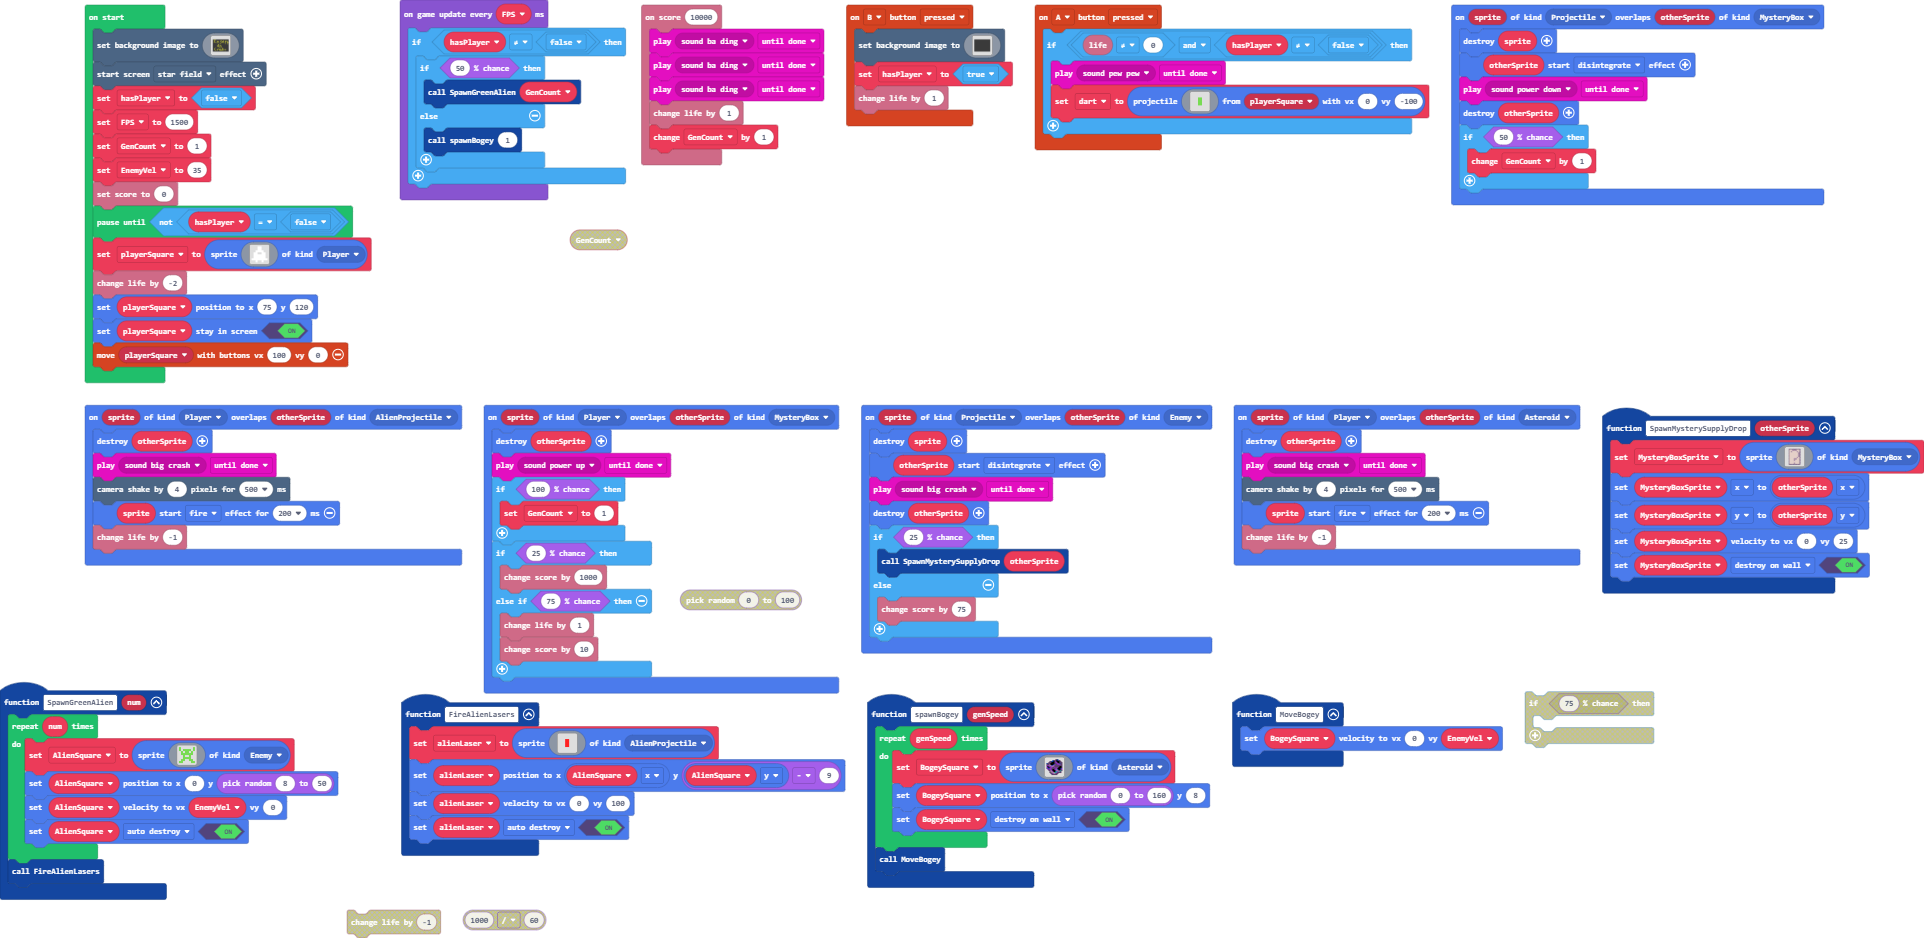 on start
set background image to
start screen star field effect
set hasPlayer to false
set FPS to 1500
set GenCount to 1
set EnemyVel to 35
set score to 0
pause until not hasPlayer = false
set playerSquare to sprite of kind Player
change life by -2
set playerSquare position to x 75 y 120
set playerSquare stay in screen ON
move playerSquare with buttons vx 100 vy 0
on game update every FPS ms
if hasPlayer ≠ false then
if 50 % chance then
call SpawnGreenAlien GenCount
else
call spawnBogey 1
GenCount
on score 10000
play sound ba ding until done
play sound ba ding until done
play sound ba ding until done
change life by 1
change GenCount by 1
on B button pressed
set background image to
set hasPlayer to true
change life by 1
on A button pressed
if life ≠ 0 and hasPlayer ≠ false then
play sound pew pew until done
set dart to projectile from playerSquare with vx 0 vy -100
on sprite of kind Projectile overlaps otherSprite of kind MysteryBox
destroy sprite
otherSprite start disintegrate effect
play sound power down until done
destroy otherSprite
if 50 % chance then
change GenCount by 1
on sprite of kind Player overlaps otherSprite of kind AlienProjectile
destroy otherSprite
play sound big crash until done
camera shake by 4 pixels for 500 ms
sprite start fire effect for 200 ms
change life by -1
on sprite of kind Player overlaps otherSprite of kind MysteryBox
destroy otherSprite
play sound power up until done
if 100 % chance then
set GenCount to 1
if 25 % chance then
change score by 1000
else if 75 % chance then
change life by 1
change score by 10
pick random 0 to 100
on sprite of kind Projectile overlaps otherSprite of kind Enemy
destroy sprite
otherSprite start disintegrate effect
play sound big crash until done
destroy otherSprite
if 25 % chance then
call SpawnMysterySupplyDrop otherSprite
else
change score by 75
on sprite of kind Player overlaps otherSprite of kind Asteroid
destroy otherSprite
play sound big crash until done
camera shake by 4 pixels for 500 ms
sprite start fire effect for 200 ms
change life by -1
function SpawnMysterySupplyDrop otherSprite
set MysteryBoxSprite to sprite of kind MysteryBox
set MysteryBoxSprite x to otherSprite x
set MysteryBoxSprite y to otherSprite y
set MysteryBoxSprite velocity to vx 0 vy 25
set MysteryBoxSprite destroy on wall ON
function SpawnGreenAlien num
repeat num times
do
set AlienSquare to sprite of kind Enemy
set AlienSquare position to x 0 y pick random 8 to 50
set AlienSquare velocity to vx EnemyVel vy 0
set AlienSquare auto destroy ON
call FireAlienLasers
function FireAlienLasers
set alienLaser to sprite of kind AlienProjectile
set alienLaser position to x AlienSquare x y AlienSquare y - 9
set alienLaser velocity to vx 0 vy 100
set alienLaser auto destroy ON
function spawnBogey genSpeed
repeat genSpeed times
do
set BogeySquare to sprite of kind Asteroid
set BogeySquare position to x pick random 0 to 160 y 8
set BogeySquare destroy on wall ON
call MoveBogey
function MoveBogey
set BogeySquare velocity to vx 0 vy EnemyVel
if 75 % chance then
change life by -1
1000 / 60